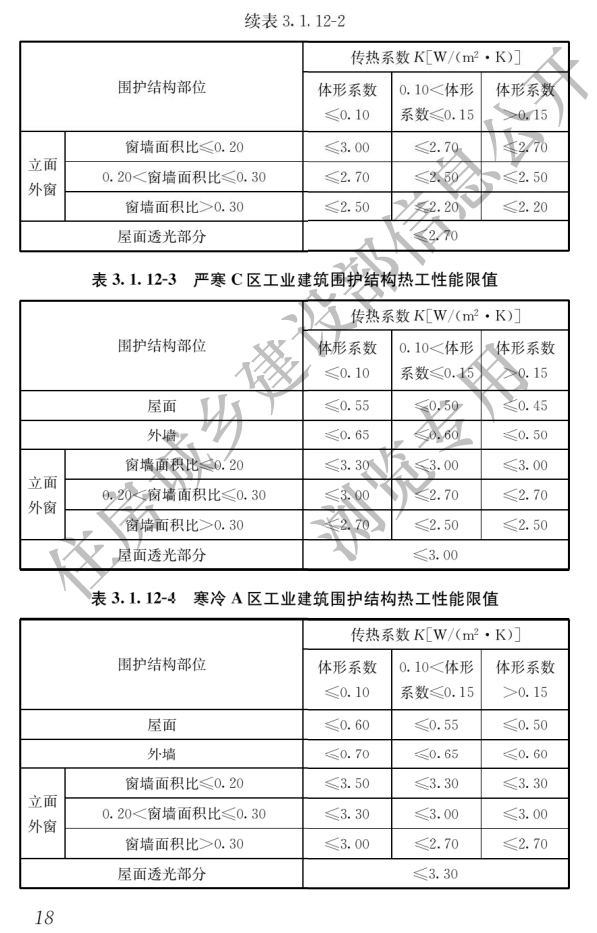 续表 3.1.12-2
围护结构部位
传热系数 K[W/(m²·K)]
体形系数 ≤0.10
0.10<体形系数≤0.15
体形系数 >0.15
立面外窗
窗墙面积比≤0.20 ≤3.00 ≤2.70 ≤2.70
0.20<窗墙面积比≤0.30 ≤2.70 ≤2.50 ≤2.50
窗墙面积比>0.30 ≤2.50 ≤2.20 ≤2.20
屋面透光部分 ≤2.70
表 3.1.12-3 严寒 C 区工业建筑围护结构热工性能限值
围护结构部位
传热系数 K[W/(m²·K)]
体形系数 ≤0.10
0.10<体形系数≤0.15
体形系数 >0.15
屋面 ≤0.55 ≤0.50 ≤0.45
外墙 ≤0.65 ≤0.60 ≤0.50
立面外窗
窗墙面积比≤0.20 ≤3.30 ≤3.00 ≤3.00
0.20<窗墙面积比≤0.30 ≤3.00 ≤2.70 ≤2.70
窗墙面积比>0.30 ≤2.70 ≤2.50 ≤2.50
屋面透光部分 ≤3.00
表 3.1.12-4 寒冷 A 区工业建筑围护结构热工性能限值
围护结构部位
传热系数 K[W/(m²·K)]
体形系数 ≤0.10
0.10<体形系数≤0.15
体形系数 >0.15
屋面 ≤0.60 ≤0.55 ≤0.50
外墙 ≤0.70 ≤0.65 ≤0.60
立面外窗
窗墙面积比≤0.20 ≤3.50 ≤3.30 ≤3.30
0.20<窗墙面积比≤0.30 ≤3.30 ≤3.00 ≤3.00
窗墙面积比>0.30 ≤3.00 ≤2.70 ≤2.70
屋面透光部分 ≤3.30
18
住房城乡建设部信息公开
浏览专用